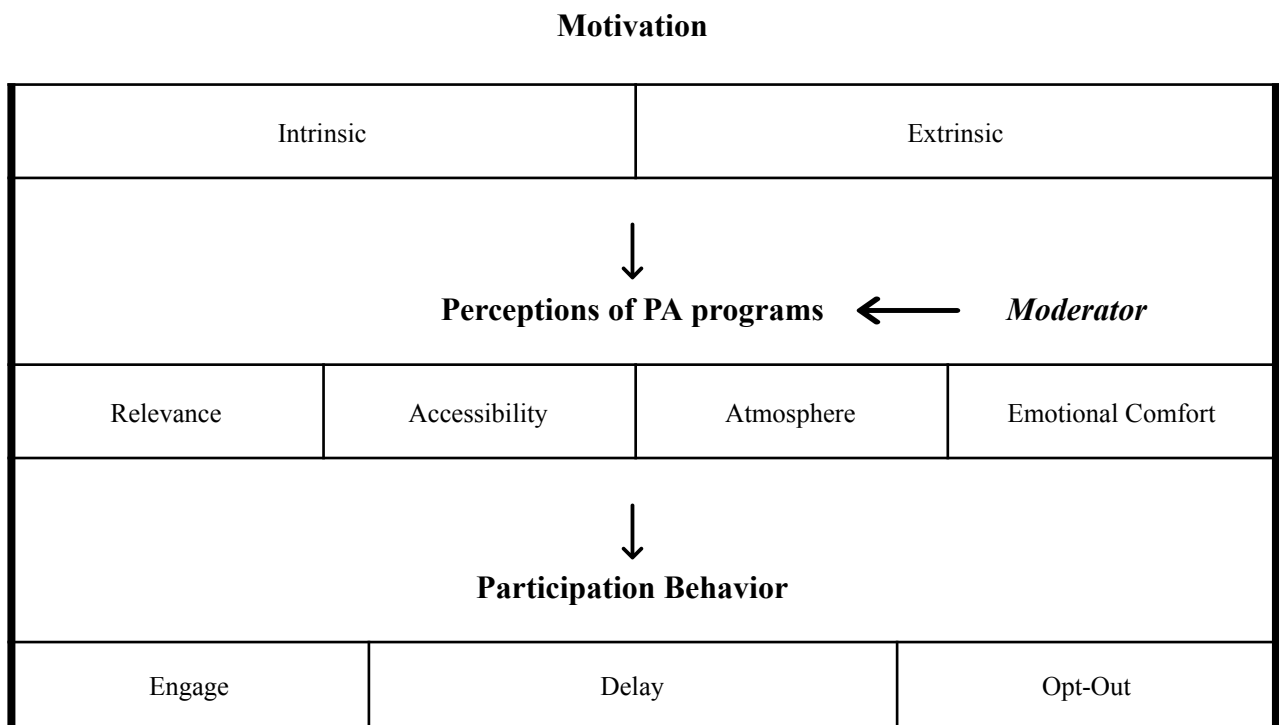 Motivation
Intrinsic Extrinsic
Perceptions of PA programs Moderator
Relevance Accessibility Atmosphere Emotional Comfort
Participation Behavior
Engage Delay Opt-Out